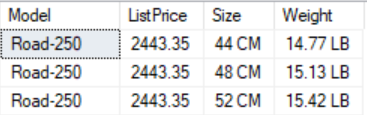 Model ListPrice Size Weight
Road-250 2443.35 44 CM 14.77 LB
Road-250 2443.35 48 CM 15.13 LB
Road-250 2443.35 52 CM 15.42 LB